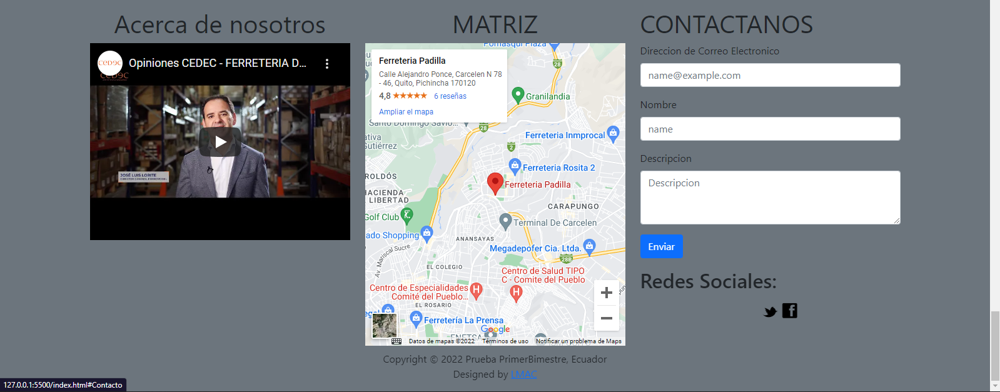 Acerca de nosotros
CEDEC
CEDEC
Opiniones CEDEC - FERRETERIA D...
JOSÉ LUIS LORITE
MATRIZ
Pomasqui Plaza
Ferreteria Padilla
Calle Alejandro Ponce, Carcelen N 78
- 46, Quito, Pichincha 170120
4,8 6 reseñas
Ampliar el mapa
28
Granilandia
Santo Domingo Savio...
28
ativa
Gutiérrez
Ferreteria Inmprocal
2
Ferreteria Rosita 2
ROLDÓS
Ferreteria Padilla
HACIENDA
LIBERTAD
CARAPUNGO
Golf Club
Terminal De Carcelen
ado Shopping
ANANSAYAS
Megadepofer Cia. Ltda.
Av. Mariscal Sucre
28B
EL COLEGIO
Centro de Salud TIPO
C - Comite del Pueblo
Centro de Especialidades
Comité del Pueblo...
H
H
EL ROSARIO
Ferretería La Prensa
Google
Datos de mapas ©2022 Términos de uso Notificar un problema de Maps
CONTACTANOS
Direccion de Correo Electronico
name@example.com
Nombre
name
Descripcion
Descripcion
Enviar
Redes Sociales:
Copyright © 2022 Prueba PrimerBimestre, Ecuador
Designed by LMAC
127.0.0.1:5500/index.html#Contacto